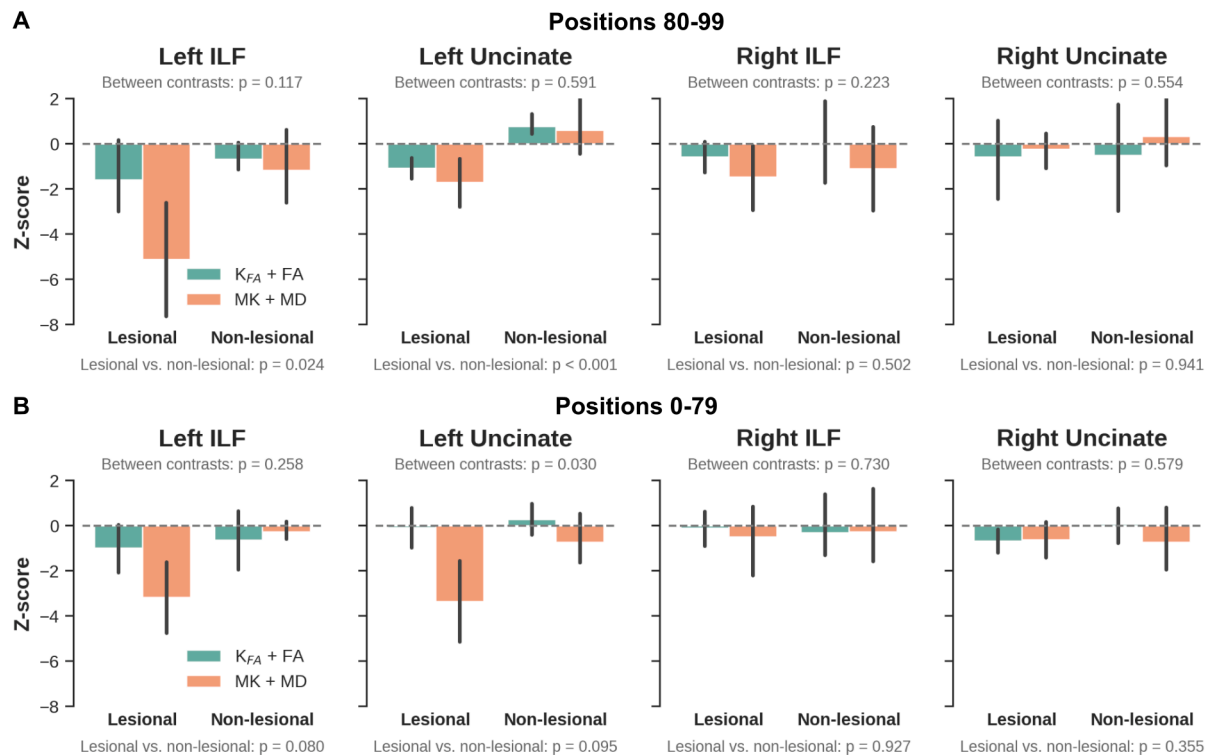 A
Positions 80-99
Left ILF
Left Uncinate
Right ILF
Right Uncinate
Between contrasts: p = 0.117
Between contrasts: p = 0.591
Between contrasts: p = 0.223
Between contrasts: p = 0.554
Z-score
2
0
−2
−4
−6
−8
K_FA + FA
MK + MD
Lesional Non-lesional
Lesional Non-lesional
Lesional Non-lesional
Lesional Non-lesional
Lesional vs. non-lesional: p = 0.024
Lesional vs. non-lesional: p < 0.001
Lesional vs. non-lesional: p = 0.502
Lesional vs. non-lesional: p = 0.941
B
Positions 0-79
Left ILF
Left Uncinate
Right ILF
Right Uncinate
Between contrasts: p = 0.258
Between contrasts: p = 0.030
Between contrasts: p = 0.730
Between contrasts: p = 0.579
Z-score
2
0
−2
−4
−6
−8
K_FA + FA
MK + MD
Lesional Non-lesional
Lesional Non-lesional
Lesional Non-lesional
Lesional Non-lesional
Lesional vs. non-lesional: p = 0.080
Lesional vs. non-lesional: p = 0.095
Lesional vs. non-lesional: p = 0.927
Lesional vs. non-lesional: p = 0.355